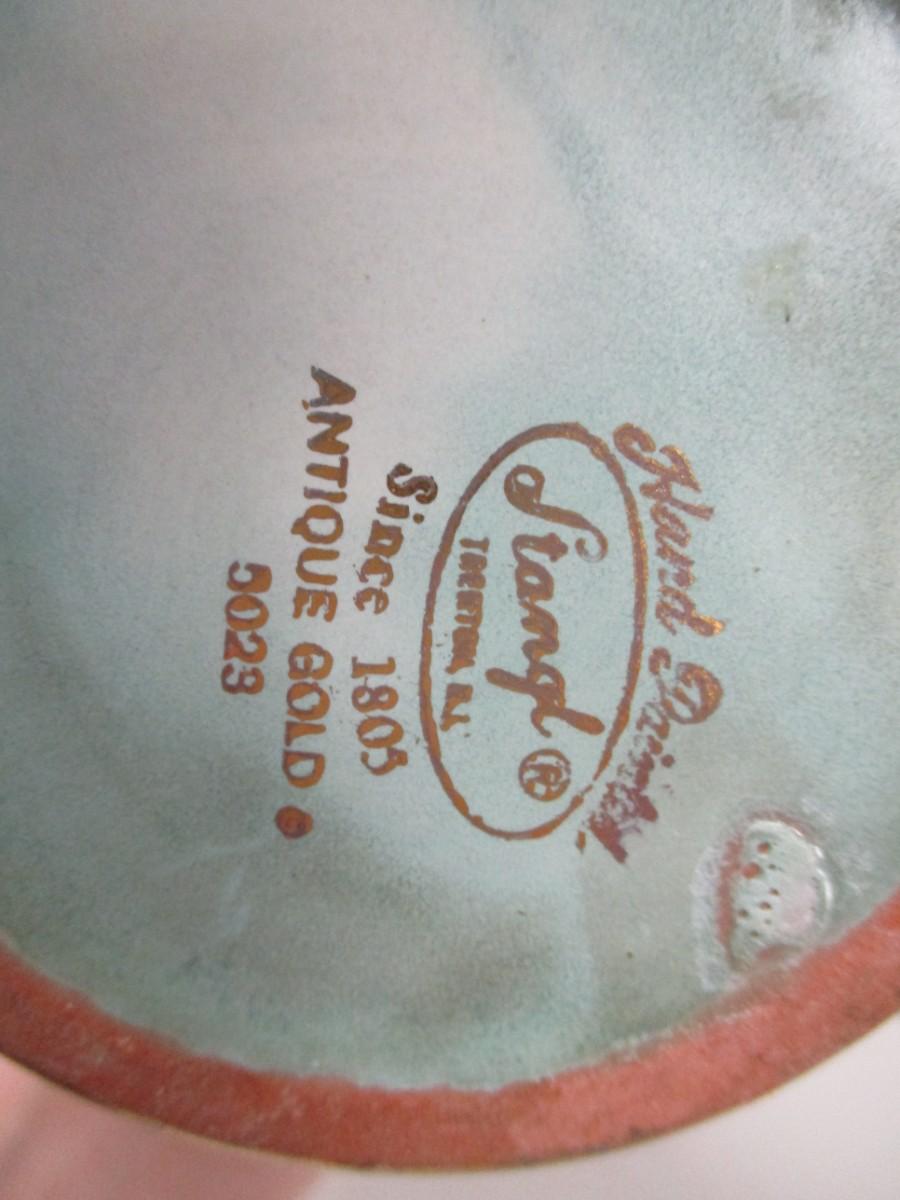 Hand Painted
Stangl ®
TRENTON, N.J.
Since 1805
ANTIQUE GOLD
5023